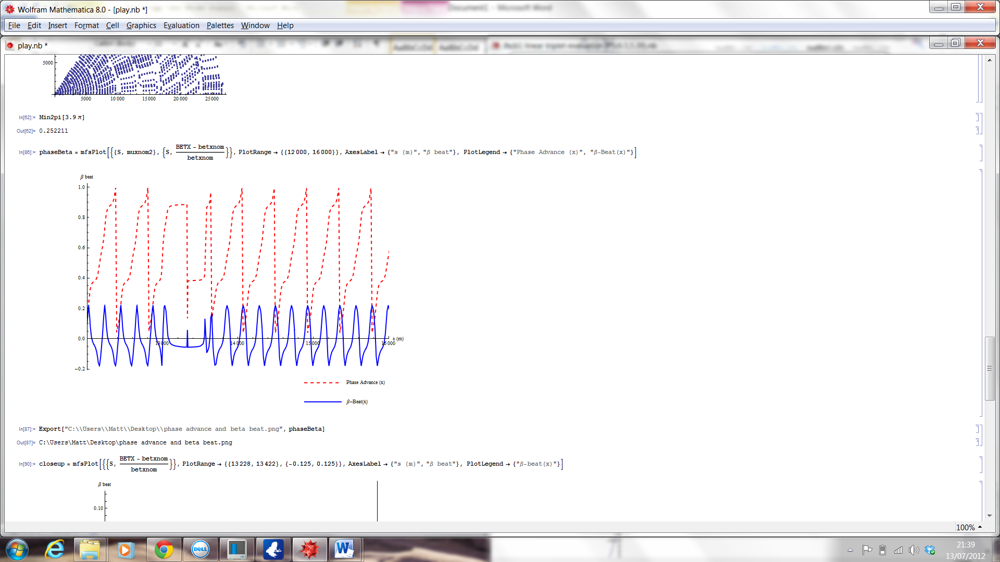 Wolfram Mathematica 8.0 - [play.nb *]
Document1 - Microsoft Word
File Edit Insert Format Cell Graphics Evaluation Palettes Window Help
play.nb *
5000
5000 10 000 15 000 20 000 25 000
In[62]:= Min2pi[3.9 π]
Out[62]= 0.252211
In[86]:= phaseBeta = mfsPlot[{{S, muxnom2}, {S, (BETX - betxnom)/betxnom}}, PlotRange → {{12 000, 16 000}}, AxesLabel → {"s (m)", "β beat"}, PlotLegend → {"Phase Advance (x)", "β-Beat(x)"}]
β beat
1.0
0.8
0.6
0.4
0.2
0.0
13 000 14 000 15 000 16 000 s (m)
-0.2
Phase Advance (x)
β-Beat(x)
In[87]:= Export["C:\\Users\\Matt\\Desktop\\phase advance and beta beat.png", phaseBeta]
Out[87]= C:\Users\Matt\Desktop\phase advance and beta beat.png
In[90]:= closeup = mfsPlot[{{S, (BETX - betxnom)/betxnom}}, PlotRange → {{13 228, 13 422}, {-0.125, 0.125}}, AxesLabel → {"s (m)", "β beat"}, PlotLegend → {"β-beat(x)"}]
β beat
0.10
100%
DELL
21:39
13/07/2012